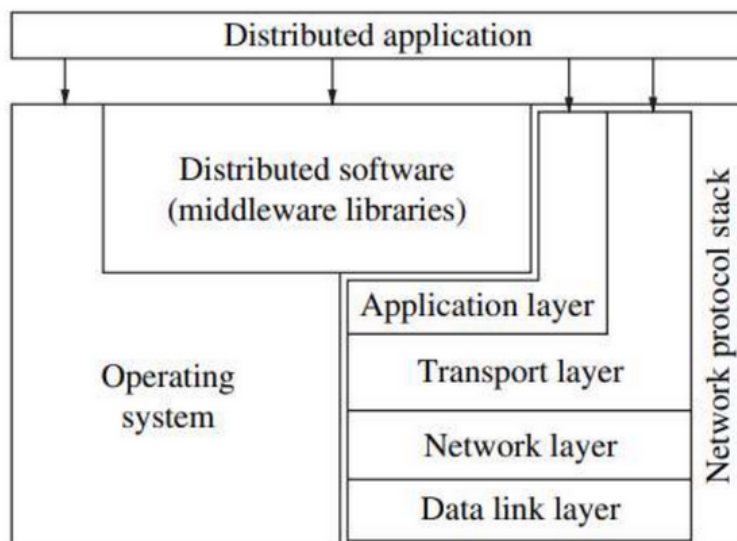 Distributed application
Distributed software
(middleware libraries)
Network protocol stack
Application layer
Operating
system
Transport layer
Network layer
Data link layer